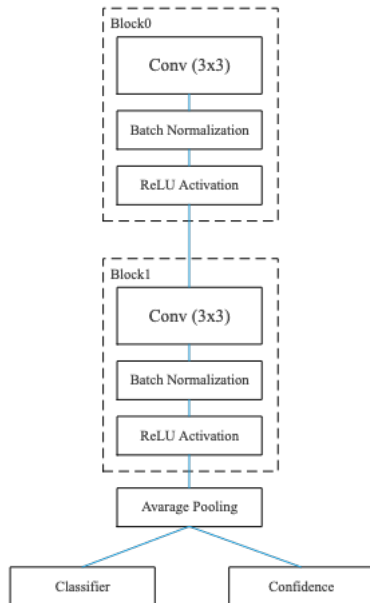 Block0
Conv (3x3)
Batch Normalization
ReLU Activation
Block1
Conv (3x3)
Batch Normalization
ReLU Activation
Avarage Pooling
Classifier
Confidence